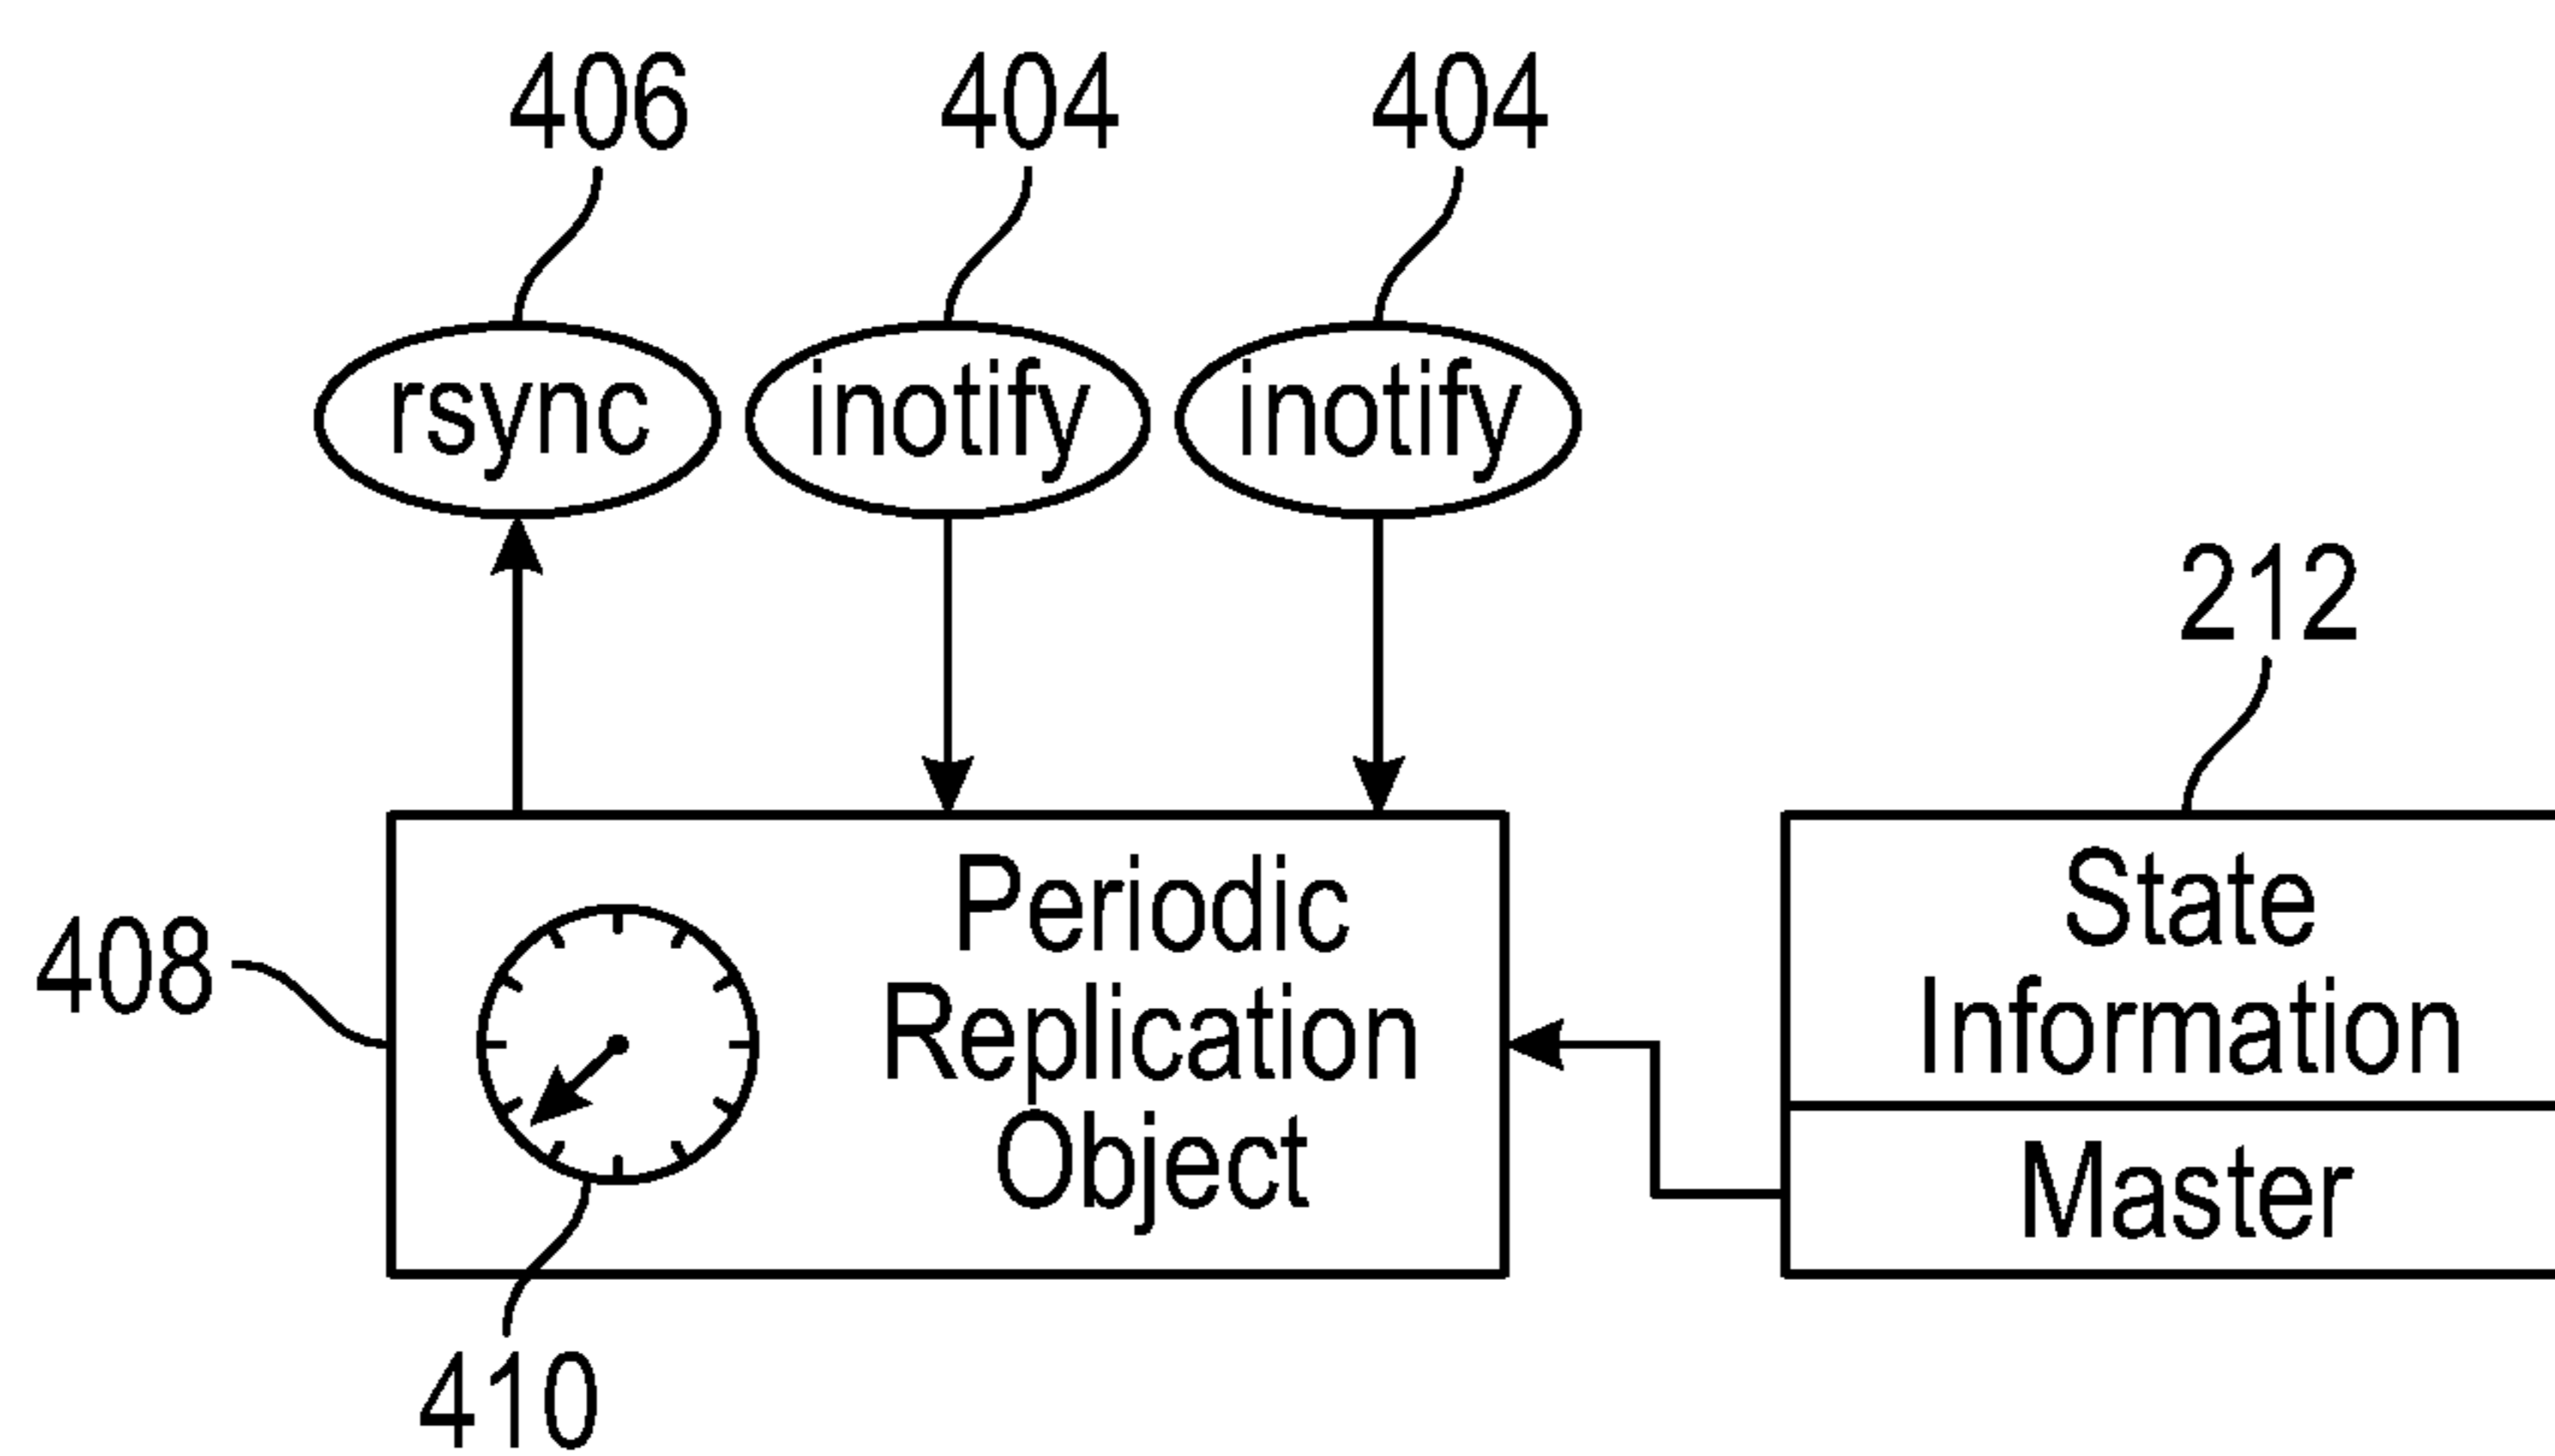 406 404 404
rsync inotify inotify
212
State
Information
Master
408
Periodic
Replication
Object
410